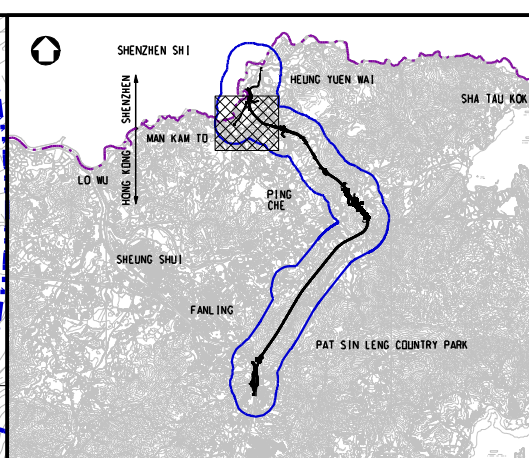 SHENZHEN SHI
HEUNG YUEN WAI
SHENZHEN
SHA TAU KOK
MAN KAM TO
HONG KONG
LO WU
PING
CHE
SHEUNG SHUI
FANLING
PAT SIN LENG COUNTRY PARK